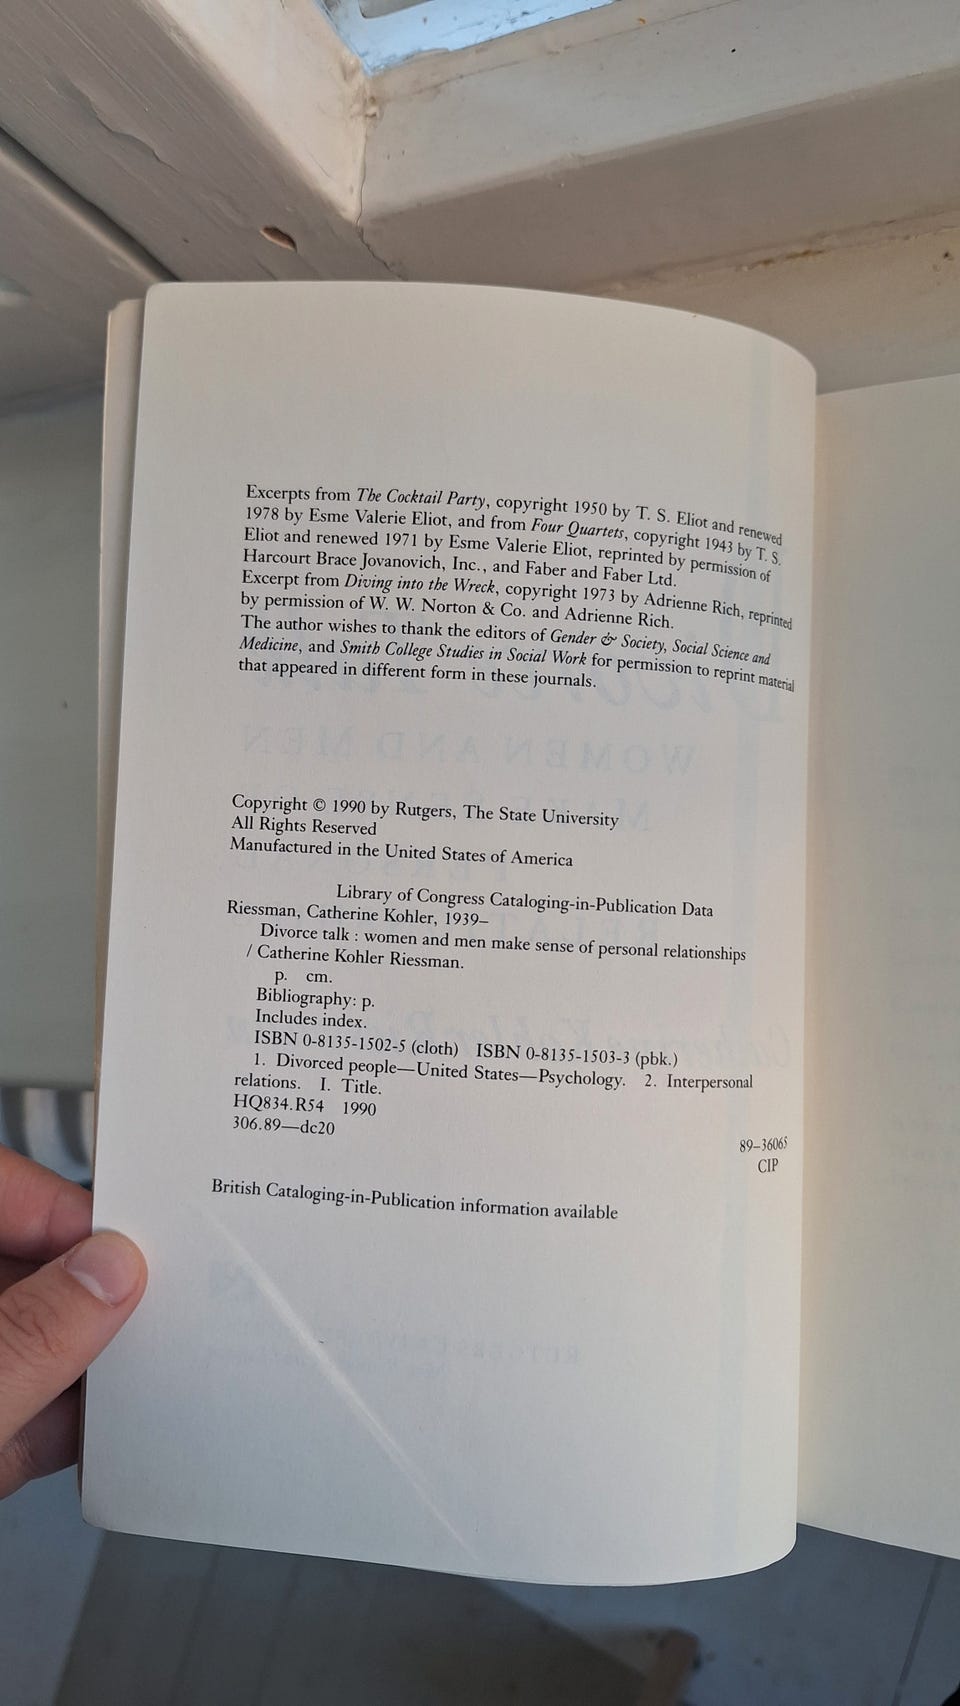 Excerpts from The Cocktail Party, copyright 1950 by T. S. Eliot and renewed
1978 by Esme Valerie Eliot, and from Four Quartets, copyright 1943 by T. S.
Eliot and renewed 1971 by Esme Valerie Eliot, reprinted by permission of
Harcourt Brace Jovanovich, Inc., and Faber and Faber Ltd.
Excerpt from Diving into the Wreck, copyright 1973 by Adrienne Rich, reprinted
by permission of W. W. Norton & Co. and Adrienne Rich.
The author wishes to thank the editors of Gender & Society, Social Science and
Medicine, and Smith College Studies in Social Work for permission to reprint material
that appeared in different form in these journals.
Copyright © 1990 by Rutgers, The State University
All Rights Reserved
Manufactured in the United States of America
Library of Congress Cataloging-in-Publication Data
Riessman, Catherine Kohler, 1939–
Divorce talk : women and men make sense of personal relationships
/ Catherine Kohler Riessman.
p. cm.
Bibliography: p.
Includes index.
ISBN 0-8135-1502-5 (cloth) ISBN 0-8135-1503-3 (pbk.)
1. Divorced people—United States—Psychology. 2. Interpersonal
relations. I. Title.
HQ834.R54 1990
306.89—dc20
89–36065
CIP
British Cataloging-in-Publication information available